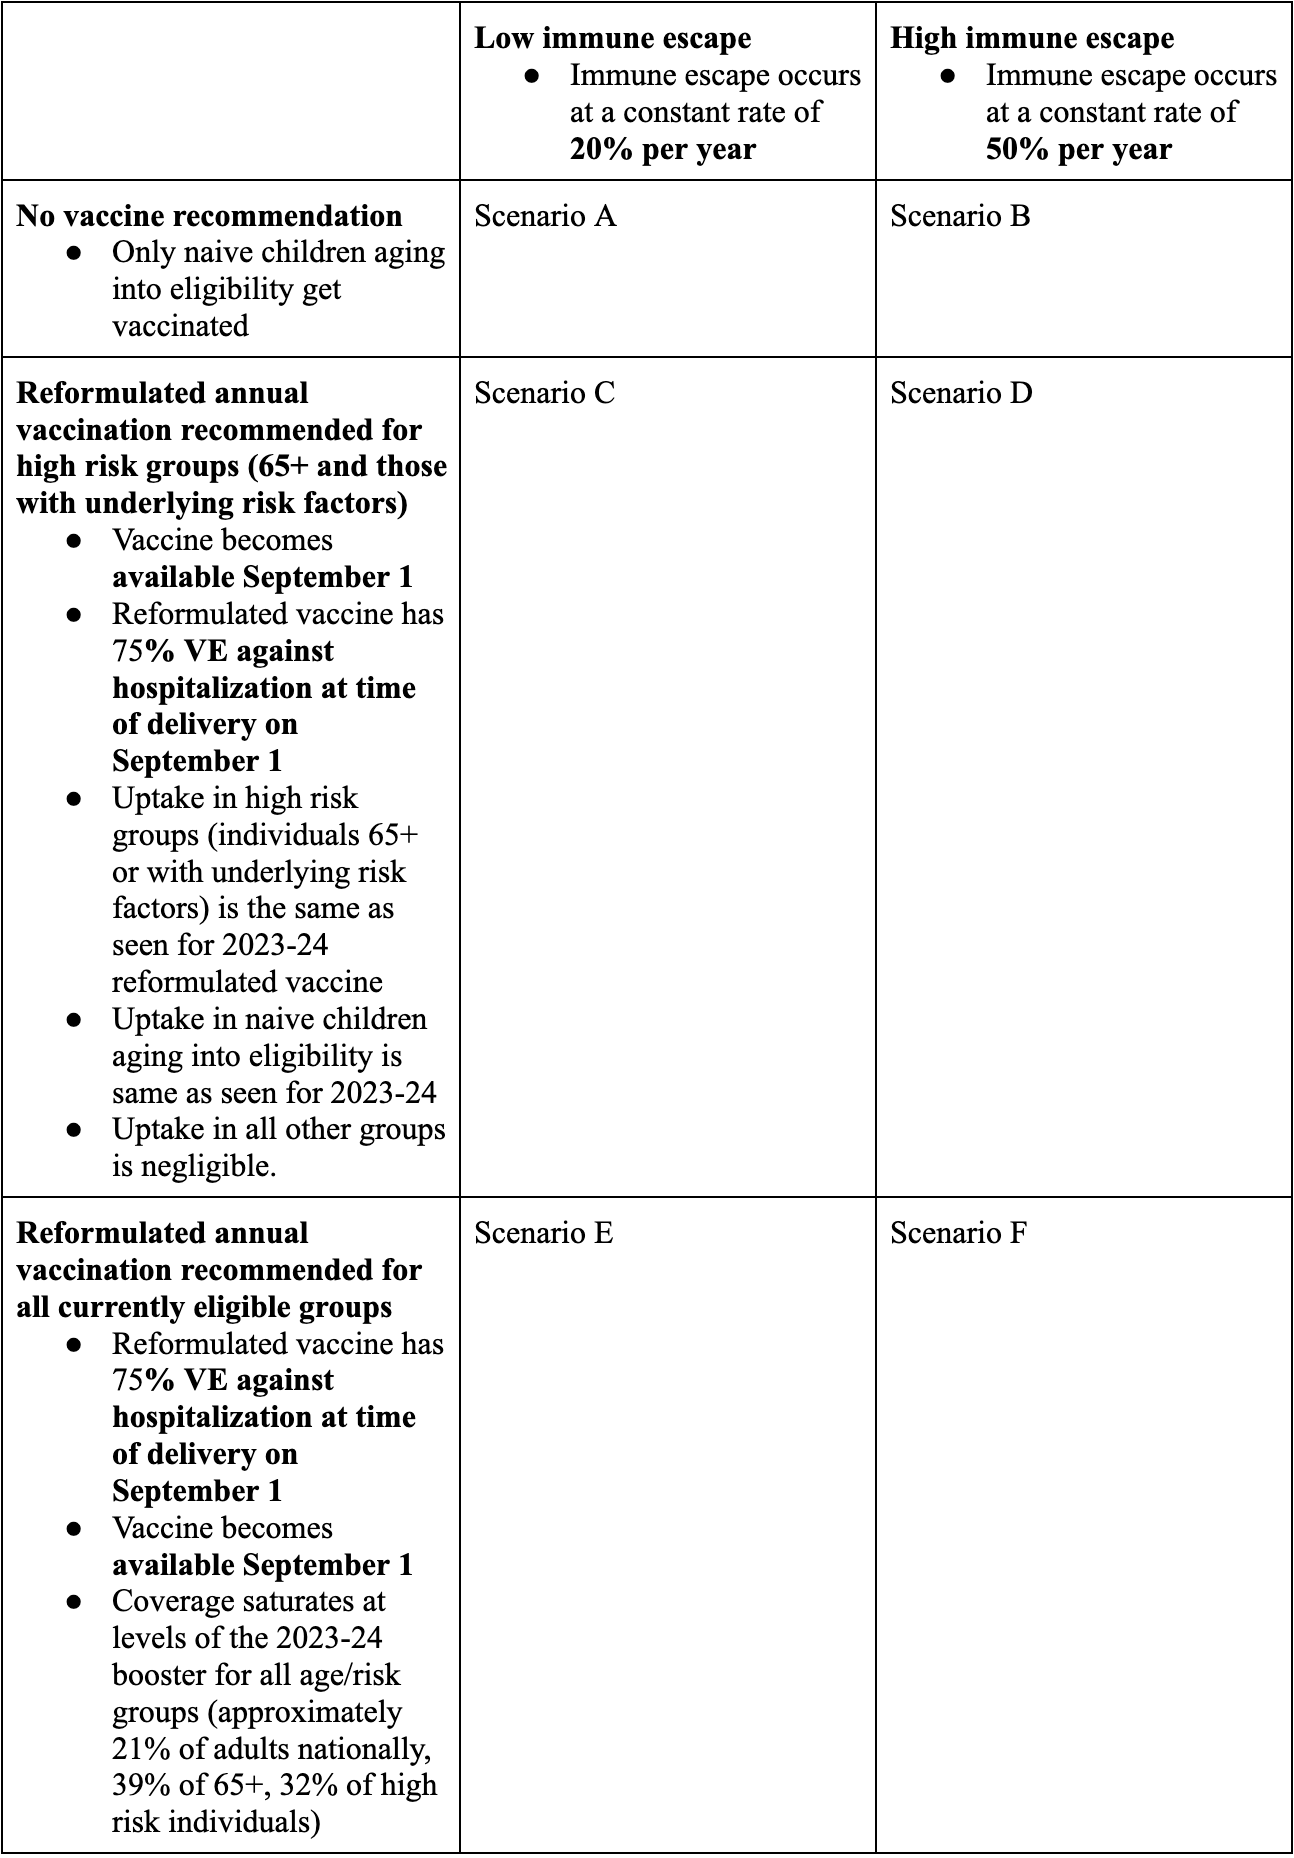 Low immune escape
● Immune escape occurs
at a constant rate of
20% per year
High immune escape
● Immune escape occurs
at a constant rate of
50% per year
No vaccine recommendation
● Only naive children aging
into eligibility get
vaccinated
Scenario A
Scenario B
Reformulated annual
vaccination recommended for
high risk groups (65+ and those
with underlying risk factors)
● Vaccine becomes
available September 1
● Reformulated vaccine has
75% VE against
hospitalization at time
of delivery on
September 1
● Uptake in high risk
groups (individuals 65+
or with underlying risk
factors) is the same as
seen for 2023-24
reformulated vaccine
● Uptake in naive children
aging into eligibility is
same as seen for 2023-24
● Uptake in all other groups
is negligible.
Scenario C
Scenario D
Reformulated annual
vaccination recommended for
all currently eligible groups
● Reformulated vaccine has
75% VE against
hospitalization at time
of delivery on
September 1
● Vaccine becomes
available September 1
● Coverage saturates at
levels of the 2023-24
booster for all age/risk
groups (approximately
21% of adults nationally,
39% of 65+, 32% of high
risk individuals)
Scenario E
Scenario F